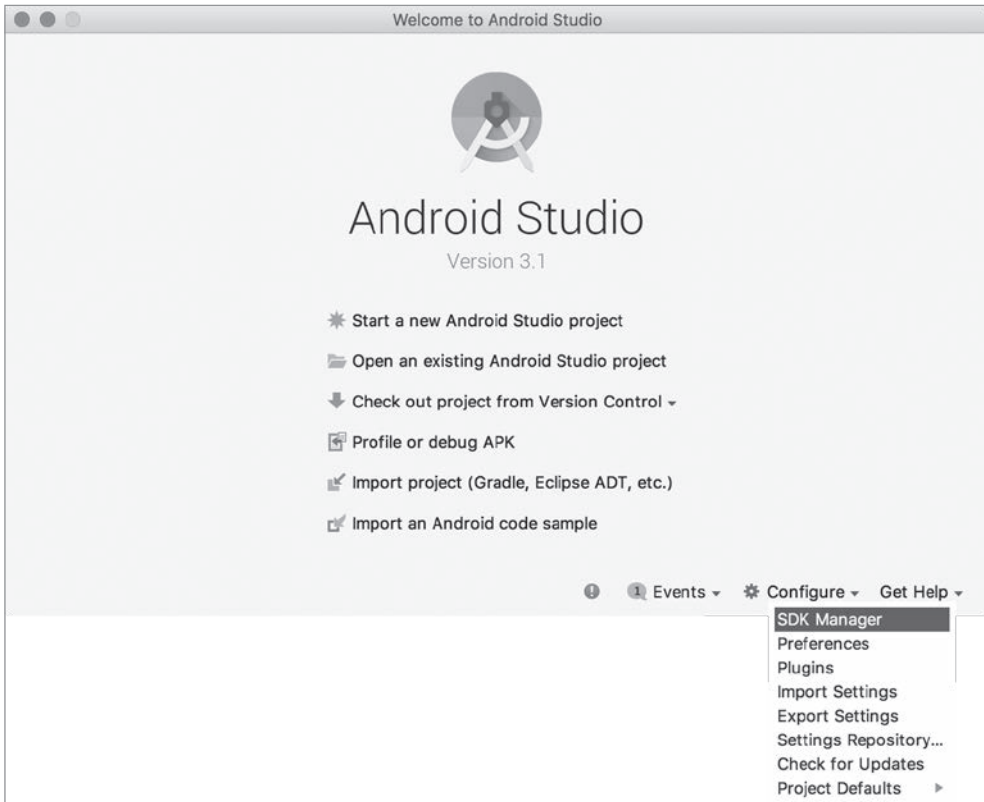 Welcome to Android Studio
Android Studio
Version 3.1
Start a new Android Studio project
Open an existing Android Studio project
Check out project from Version Control
Profile or debug APK
Import project (Gradle, Eclipse ADT, etc.)
Import an Android code sample
1 Events Configure Get Help
SDK Manager
Preferences
Plugins
Import Settings
Export Settings
Settings Repository...
Check for Updates
Project Defaults